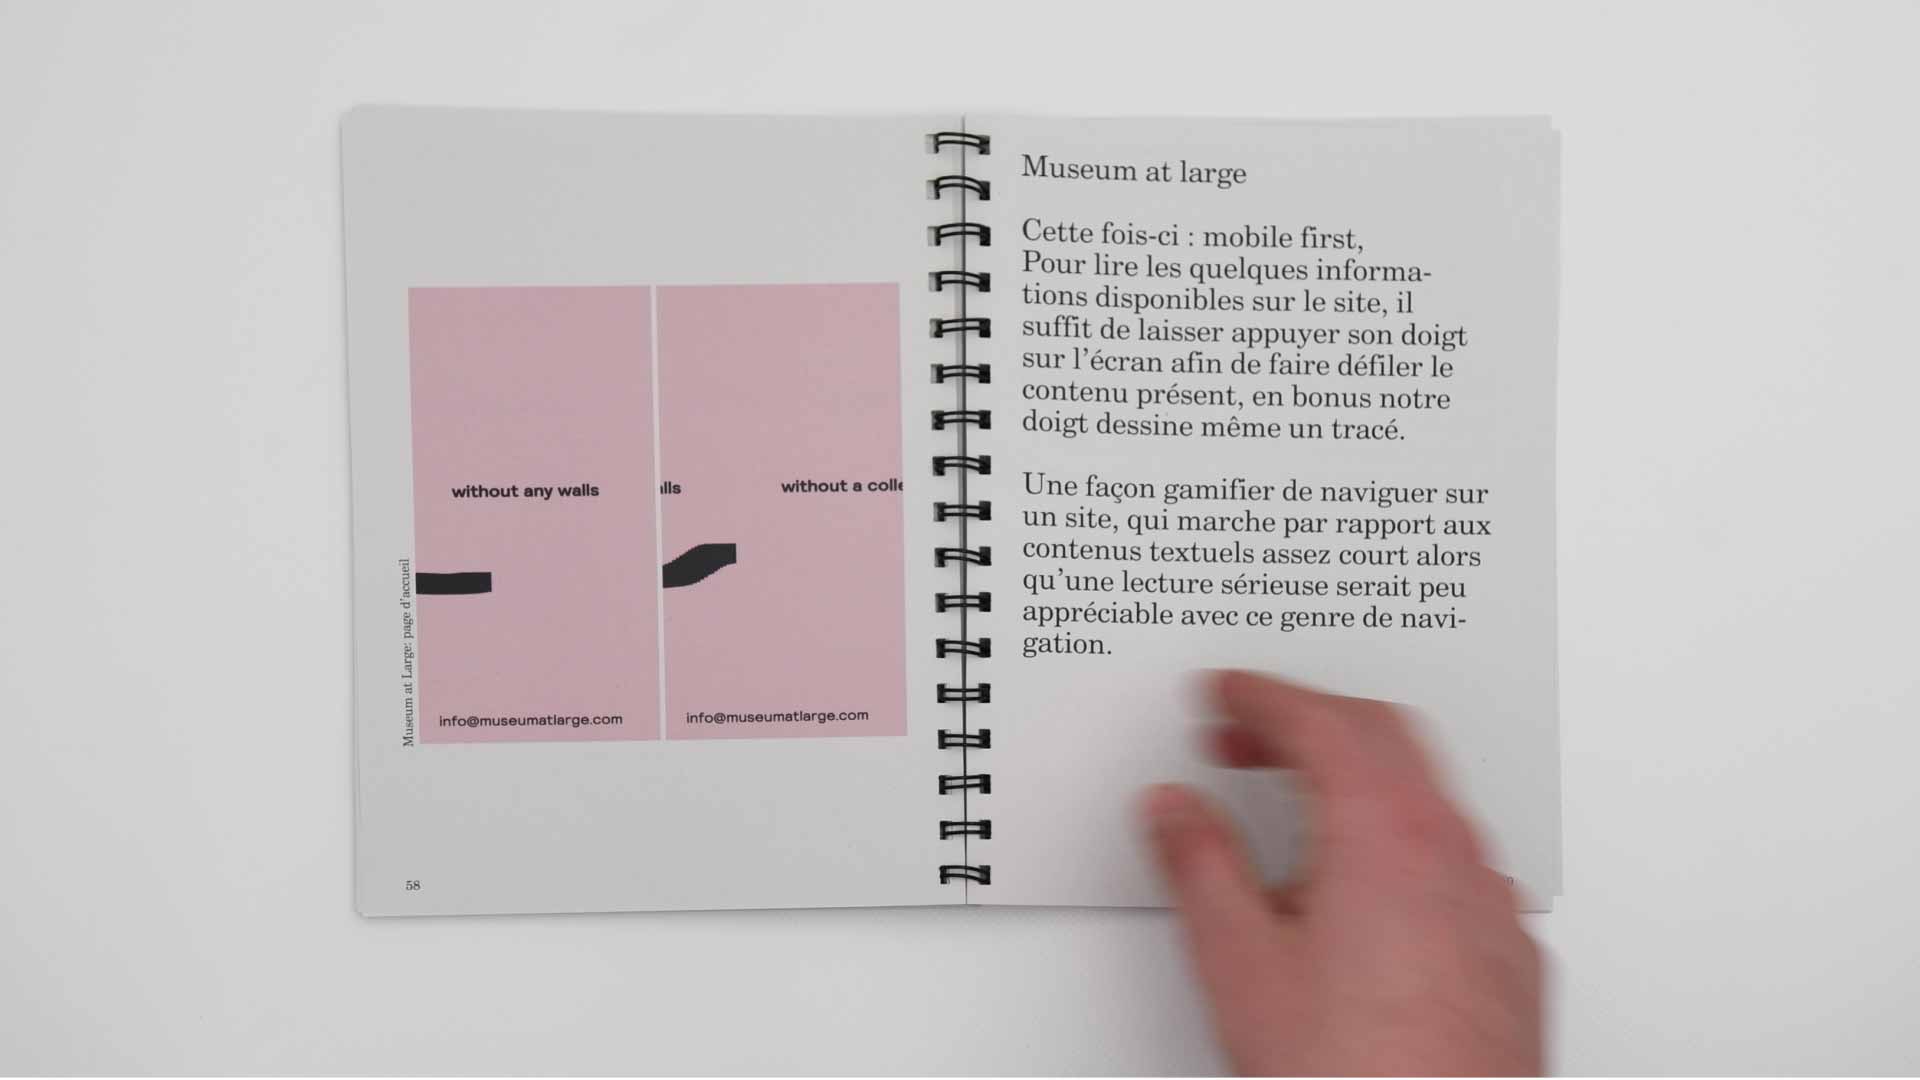 without any walls
lls
without a colle
info@museumatlarge.com
info@museumatlarge.com
Museum at Large: page d'accueil
58
Museum at large
Cette fois-ci : mobile first,
Pour lire les quelques informa-
tions disponibles sur le site, il
suffit de laisser appuyer son doigt
sur l'écran afin de faire défiler le
contenu présent, en bonus notre
doigt dessine même un tracé.
Une façon gamifier de naviguer sur
un site, qui marche par rapport aux
contenus textuels assez court alors
qu'une lecture sérieuse serait peu
appréciable avec ce genre de navi-
gation.